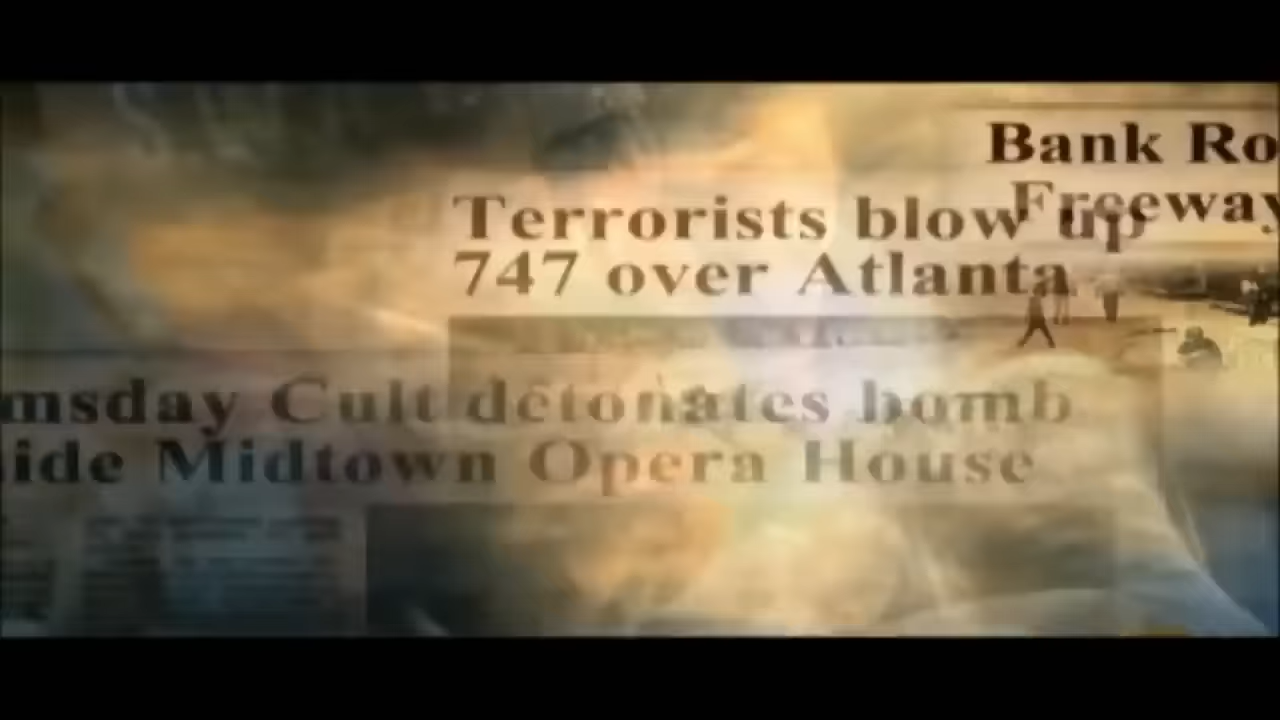 Bank Ro
Freeway
Terrorists blow up
747 over Atlanta
msday Cult detonates bomb
ide Midtown Opera House